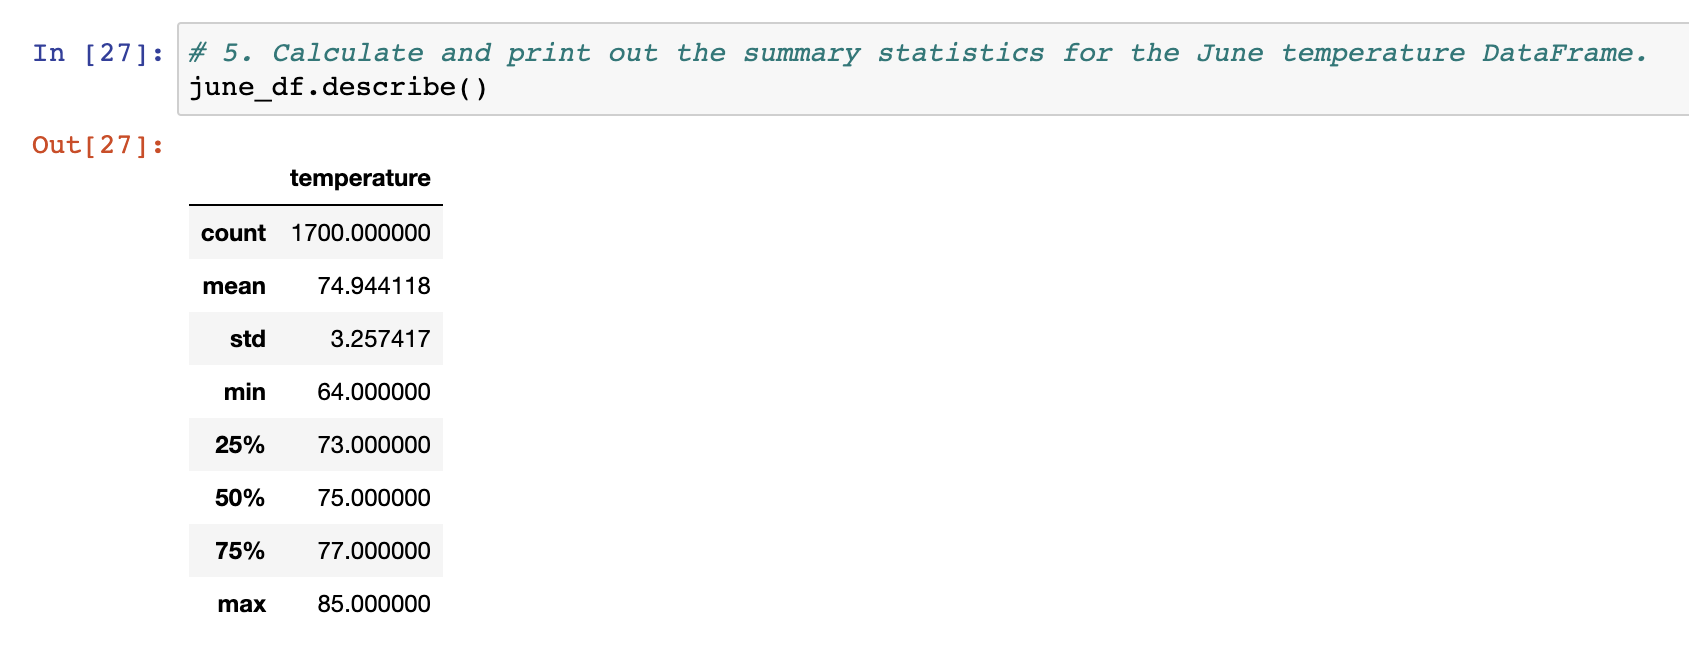 In [27]: # 5. Calculate and print out the summary statistics for the June temperature DataFrame.
june_df.describe()
Out[27]:
temperature
count 1700.000000
mean 74.944118
std 3.257417
min 64.000000
25% 73.000000
50% 75.000000
75% 77.000000
max 85.000000